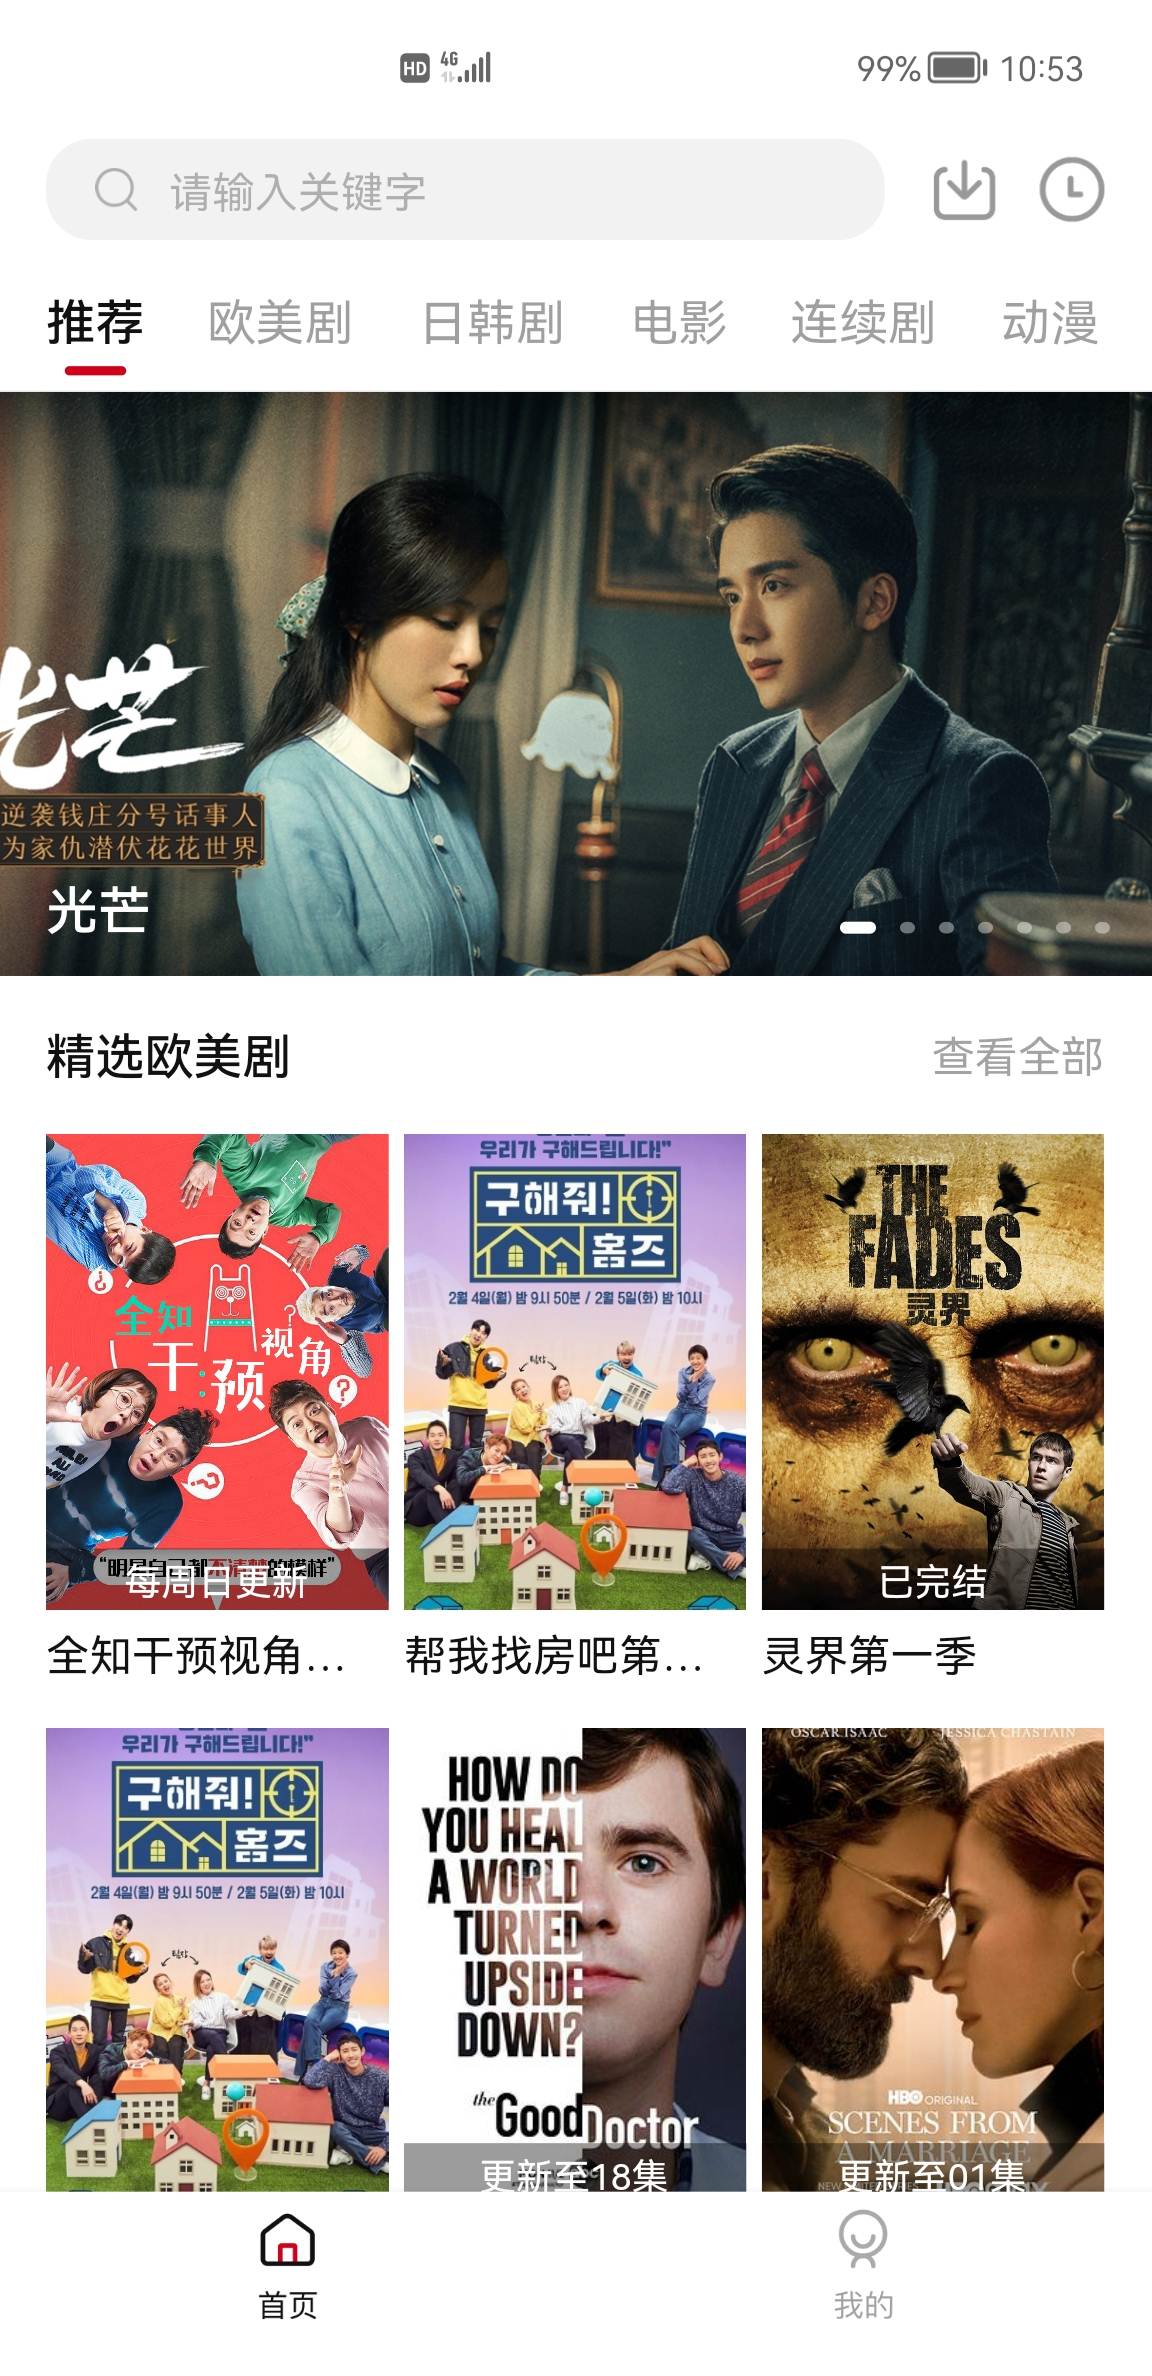 HD 4G 99% 10:53
请输入关键字
推荐 欧美剧 日韩剧 电影 连续剧 动漫
光芒
逆袭钱庄分号话事人
为家仇潜伏花花世界
光芒
精选欧美剧 查看全部
全知
干:预
视角
?
?
“明星自己都不清楚的模样”
每周日更新
우리가 구해드립니다!”
구해줘!
홈즈
2월 4일(월) 밤 9시 50분 / 2월 5일(화) 밤 10시
THE
FADES
灵界
已完结
全知干预视角...
帮我找房吧第...
灵界第一季
우리가 구해드립니다!”
구해줘!
홈즈
2월 4일(월) 밤 9시 50분 / 2월 5일(화) 밤 10시
HOW DO
YOU HEAL
A WORLD
TURNED
UPSIDE
DOWN?
the Good Doctor
更新至18集
OSCAR ISAAC JESSICA CHASTAIN
HBO ORIGINAL
SCENES FROM
A MARRIAGE
更新至01集
首页 我的